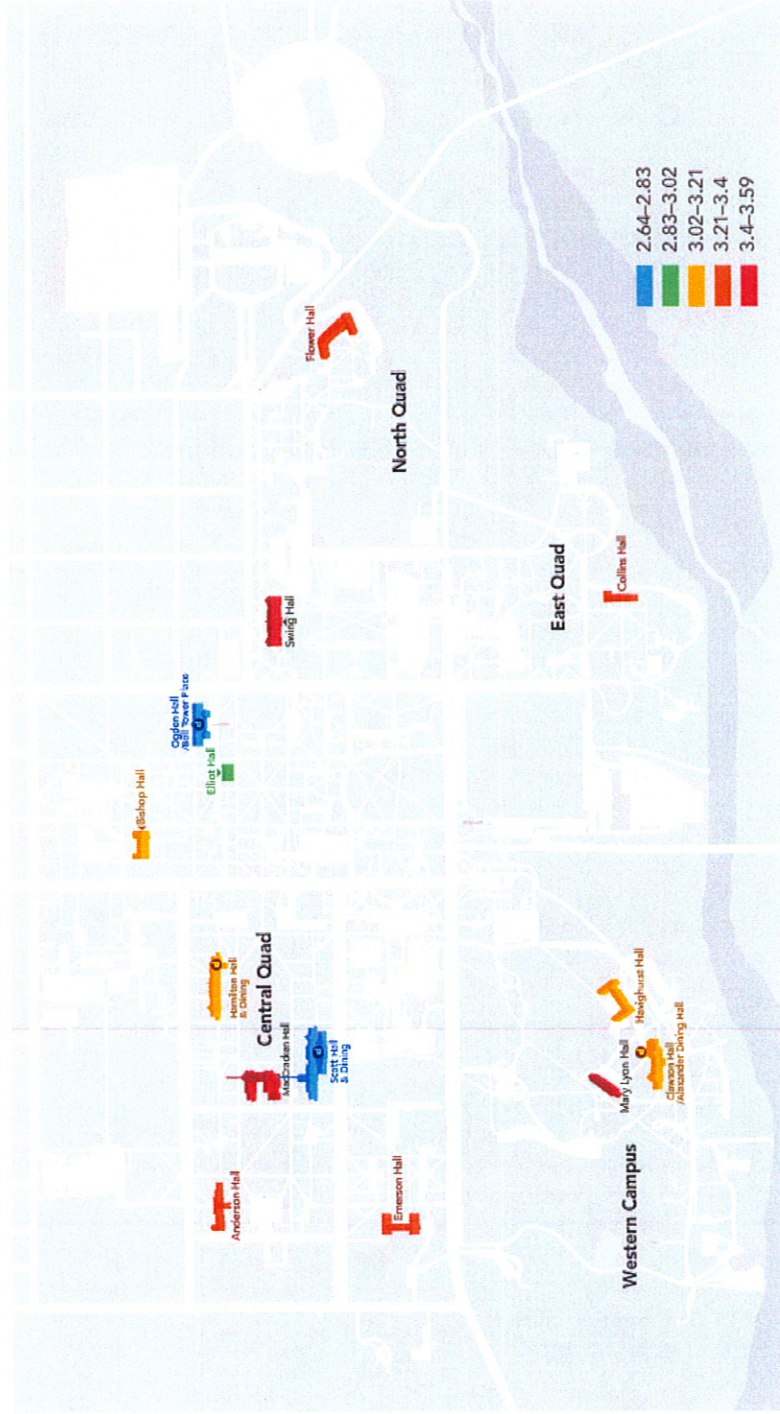 Flower Hall
North Quad
Swing Hall
East Quad
Collins Hall
Ogden Hall
/Bell Tower Place
Elliot Hall
Bishop Hall
Hamilton Hall
& Dining
Central Quad
MacCracken Hall
Scott Hall
& Dining
Anderson Hall
Emerson Hall
Havighurst Hall
Mary Lyon Hall
Clawson Hall
/Alexander Dining Hall
Western Campus
2.64–2.83
2.83–3.02
3.02–3.21
3.21–3.4
3.4–3.59